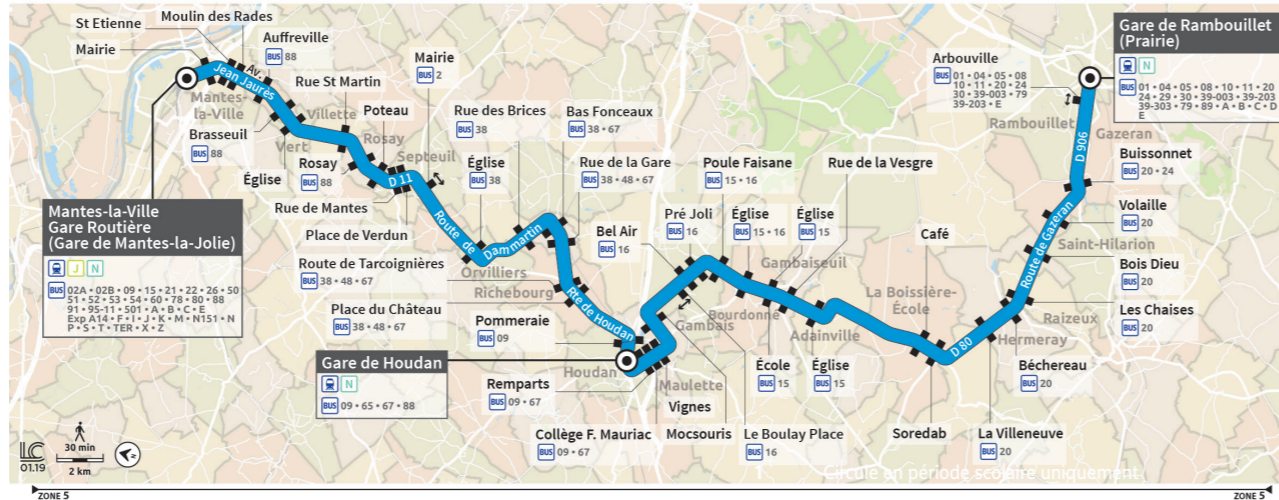 St Etienne
Moulin des Rades
Mairie
Auffreville
BUS 88
Rue St Martin
Mairie
BUS 2
Poteau
Rue des Brices
BUS 38
Bas Fonceaux
BUS 38 • 67
Av.
Jean Jaurès
Mantes-
la-Ville
Brasseuil
BUS 88
Villette
Vert
Rosay
Septeuil
Église
Rosay
BUS 88
D 11
Rue de Mantes
Place de Verdun
Église
BUS 38
Rue de la Gare
BUS 38 • 48 • 67
Route de
Dammartin
Orvilliers
Richebourg
Route de Tarcoignières
BUS 38 • 48 • 67
Place du Château
BUS 38 • 48 • 67
Rte de Houdan
Pommeraie
BUS 09
Mantes-la-Ville
Gare Routière
(Gare de Mantes-la-Jolie)
J N
BUS 02A • 02B • 09 • 15 • 21 • 22 • 26 • 50
51 • 52 • 53 • 54 • 60 • 78 • 80 • 88
91 • 95-11 • 501 • A • B • C • E
Exp A14 • F • I • J • K • M • N151 • N
P • S • T • TER • X • Z
Gare de Houdan
N
BUS 09 • 65 • 67 • 88
Houdan
Remparts
BUS 09 • 67
Maulette
Vignes
Collège F. Mauriac
BUS 09 • 67
Mocsouris
Le Boulay Place
BUS 16
Bel Air
BUS 16
Pré Joli
BUS 16
Poule Faisane
BUS 15 • 16
Église
BUS 15 • 16
Église
BUS 15
Rue de la Vesgre
Gambais
Bourdonné
Gambaiseuil
Adainville
École
BUS 15
Église
BUS 15
Café
La Boissière-
École
D 80
Soredab
La Villeneuve
BUS 20
Hermeray
Raizeux
Béchereau
BUS 20
Les Chaises
BUS 20
Bois Dieu
BUS 20
Saint-Hilarion
Volaille
BUS 20
Buissonnet
BUS 20 • 24
Route de Gazeran
D 906
Gazeran
Rambouillet
Arbouville
BUS 01 • 04 • 05 • 08
10 • 11 • 20 • 24
30 • 39-003 • 79
39-203 • E
Gare de Rambouillet
(Prairie)
N
BUS 01 • 04 • 05 • 08 • 10 • 11 • 20
24 • 29 • 30 • 39-003 • 39-203
39-303 • 79 • 89 • A • B • C • D
E
Circule en période scolaire uniquement
LC
01.19
30 min
2 km
ZONE 5
ZONE 5